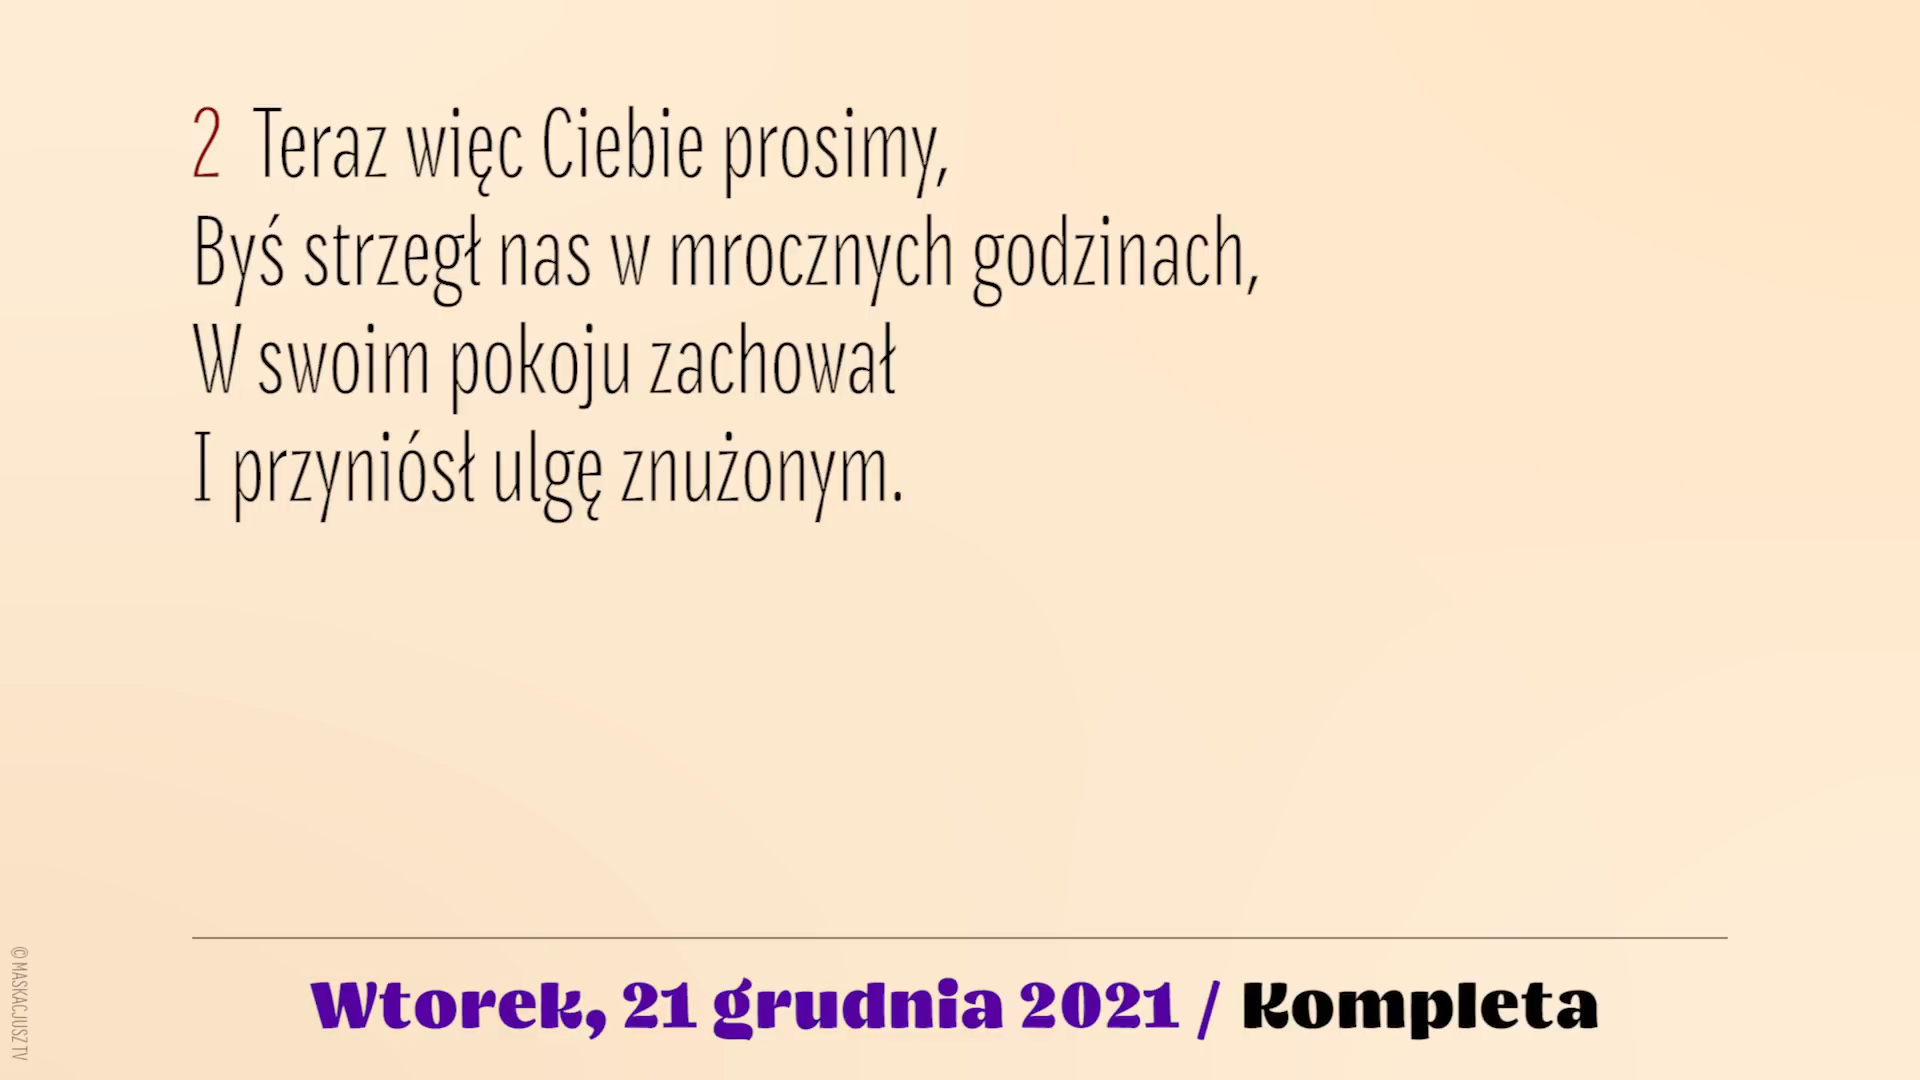 2 Teraz więc Ciebie prosimy,
Byś strzegł nas w mrocznych godzinach,
W swoim pokoju zachował
I przyniósł ulgę znużonym.
Wtorek, 21 grudnia 2021 / Kompleta
© MASKACJUSZ TV